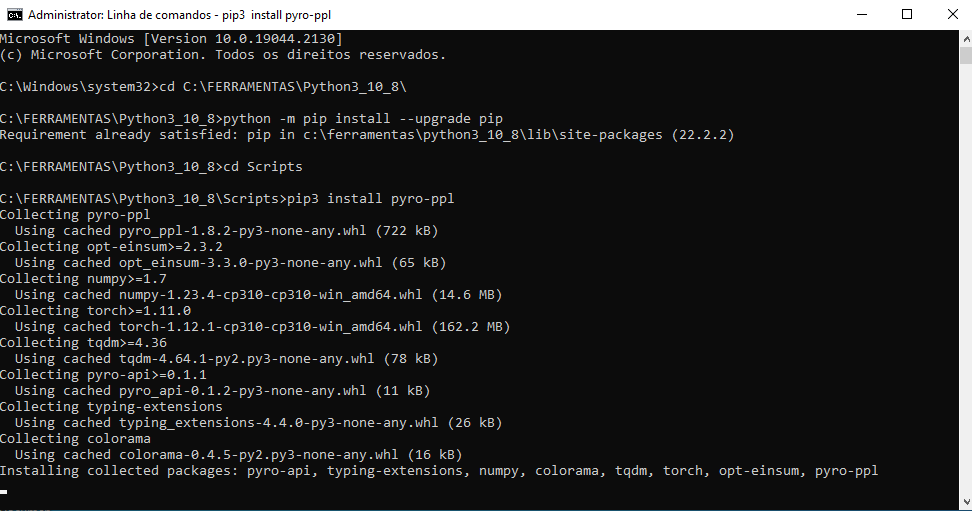 Administrador: Linha de comandos - pip3 install pyro-ppl
Microsoft Windows [Version 10.0.19044.2130]
(c) Microsoft Corporation. Todos os direitos reservados.
C:\Windows\system32>cd C:\FERRAMENTAS\Python3_10_8\
C:\FERRAMENTAS\Python3_10_8>python -m pip install --upgrade pip
Requirement already satisfied: pip in c:\ferramentas\python3_10_8\lib\site-packages (22.2.2)
C:\FERRAMENTAS\Python3_10_8>cd Scripts
C:\FERRAMENTAS\Python3_10_8\Scripts>pip3 install pyro-ppl
Collecting pyro-ppl
  Using cached pyro_ppl-1.8.2-py3-none-any.whl (722 kB)
Collecting opt-einsum>=2.3.2
  Using cached opt_einsum-3.3.0-py3-none-any.whl (65 kB)
Collecting numpy>=1.7
  Using cached numpy-1.23.4-cp310-cp310-win_amd64.whl (14.6 MB)
Collecting torch>=1.11.0
  Using cached torch-1.12.1-cp310-cp310-win_amd64.whl (162.2 MB)
Collecting tqdm>=4.36
  Using cached tqdm-4.64.1-py2.py3-none-any.whl (78 kB)
Collecting pyro-api>=0.1.1
  Using cached pyro_api-0.1.2-py3-none-any.whl (11 kB)
Collecting typing-extensions
  Using cached typing_extensions-4.4.0-py3-none-any.whl (26 kB)
Collecting colorama
  Using cached colorama-0.4.5-py2.py3-none-any.whl (16 kB)
Installing collected packages: pyro-api, typing-extensions, numpy, colorama, tqdm, torch, opt-einsum, pyro-ppl